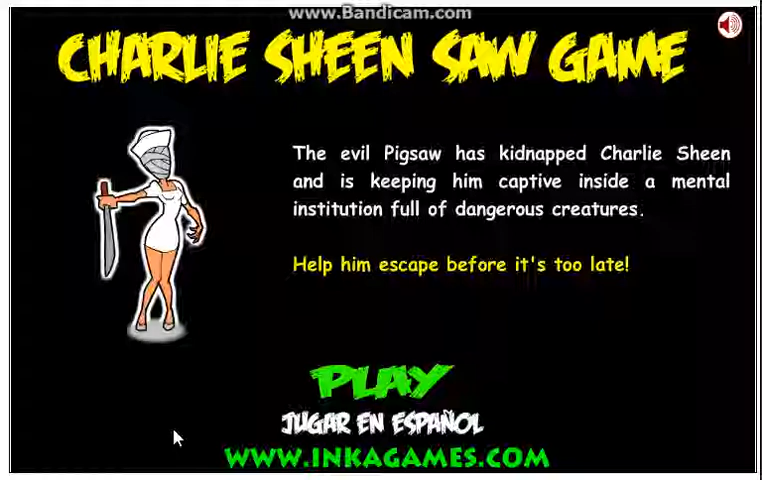 www.Bandicam.com
CHARLIE SHEEN SAW GAME
The evil Pigsaw has kidnapped Charlie Sheen
and is keeping him captive inside a mental
institution full of dangerous creatures.
Help him escape before it's too late!
PLAY
JUGAR EN ESPAÑOL
WWW.INKAGAMES.COM